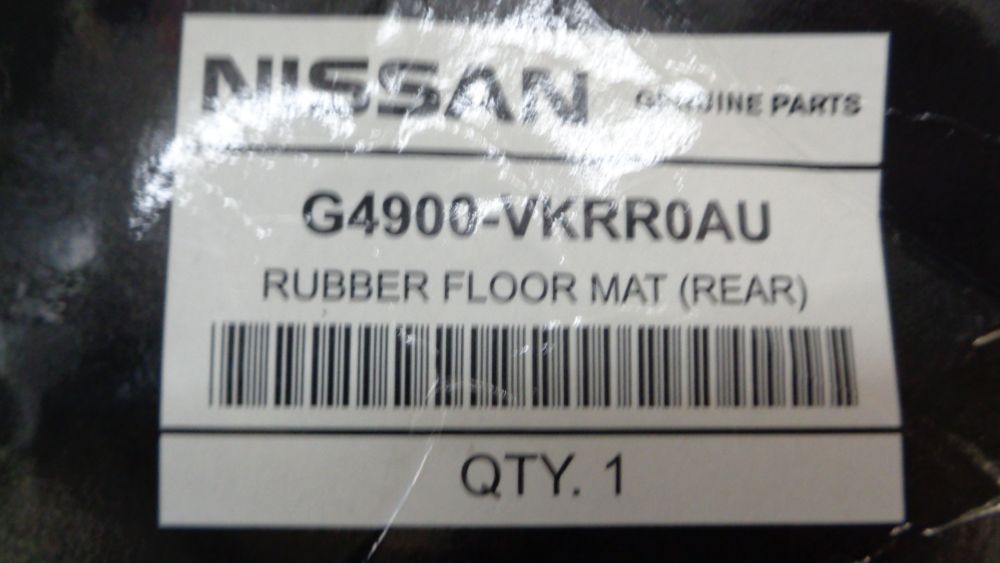 NISSAN GENUINE PARTS
G4900-VKRR0AU
RUBBER FLOOR MAT (REAR)
QTY. 1